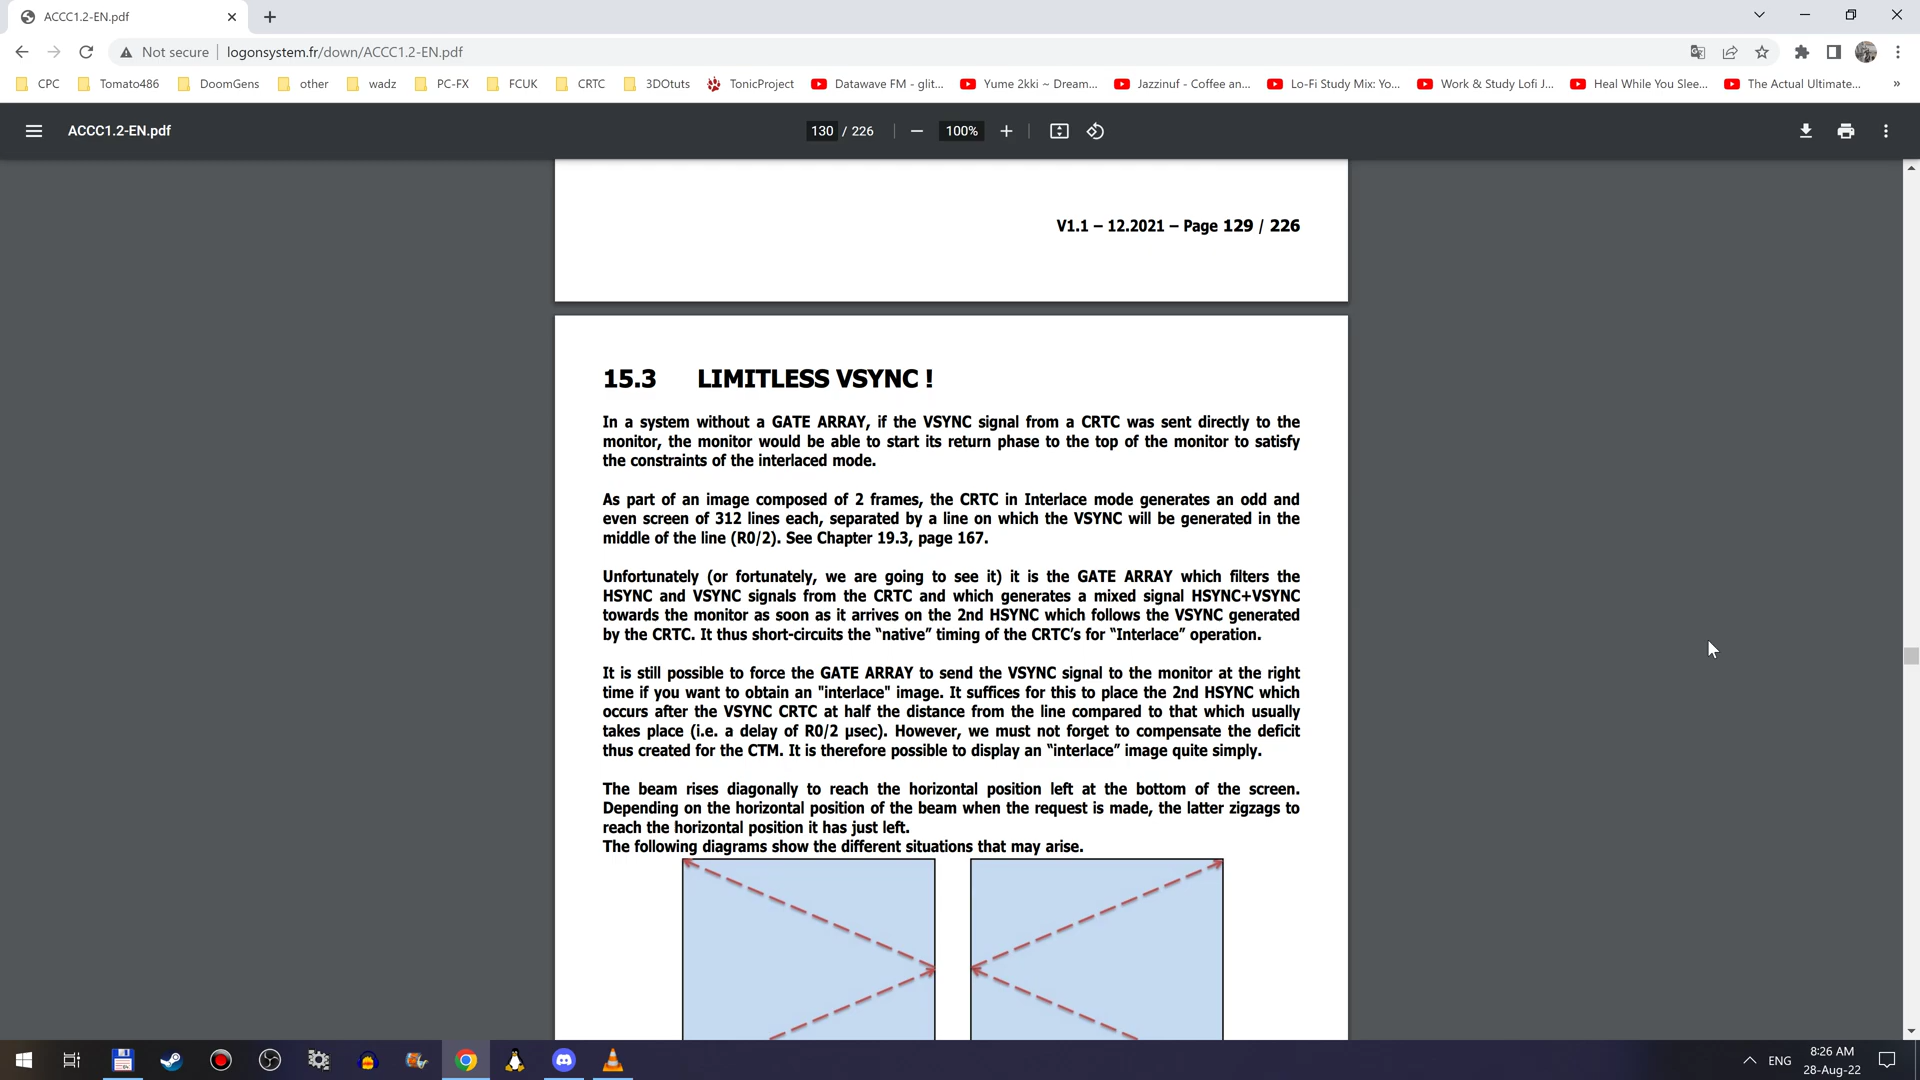 ACCC1.2-EN.pdf
Not secure | logonsystem.fr/down/ACCC1.2-EN.pdf
CPC Tomato486 DoomGens other wadz PC-FX FCUK CRTC 3DOtuts TonicProject Datawave FM - glit... Yume 2kki ~ Dream... Jazzinuf - Coffee an... Lo-Fi Study Mix: Yo... Work & Study Lofi J... Heal While You Slee... The Actual Ultimate... »
ACCC1.2-EN.pdf 130 / 226 100%
V1.1 – 12.2021 – Page 129 / 226
15.3 LIMITLESS VSYNC !
In a system without a GATE ARRAY, if the VSYNC signal from a CRTC was sent directly to the
monitor, the monitor would be able to start its return phase to the top of the monitor to satisfy
the constraints of the interlaced mode.
As part of an image composed of 2 frames, the CRTC in Interlace mode generates an odd and
even screen of 312 lines each, separated by a line on which the VSYNC will be generated in the
middle of the line (R0/2). See Chapter 19.3, page 167.
Unfortunately (or fortunately, we are going to see it) it is the GATE ARRAY which filters the
HSYNC and VSYNC signals from the CRTC and which generates a mixed signal HSYNC+VSYNC
towards the monitor as soon as it arrives on the 2nd HSYNC which follows the VSYNC generated
by the CRTC. It thus short-circuits the “native” timing of the CRTC’s for “Interlace” operation.
It is still possible to force the GATE ARRAY to send the VSYNC signal to the monitor at the right
time if you want to obtain an "interlace" image. It suffices for this to place the 2nd HSYNC which
occurs after the VSYNC CRTC at half the distance from the line compared to that which usually
takes place (i.e. a delay of R0/2 µsec). However, we must not forget to compensate the deficit
thus created for the CTM. It is therefore possible to display an “interlace” image quite simply.
The beam rises diagonally to reach the horizontal position left at the bottom of the screen.
Depending on the horizontal position of the beam when the request is made, the latter zigzags to
reach the horizontal position it has just left.
The following diagrams show the different situations that may arise.
ENG 8:26 AM
28-Aug-22